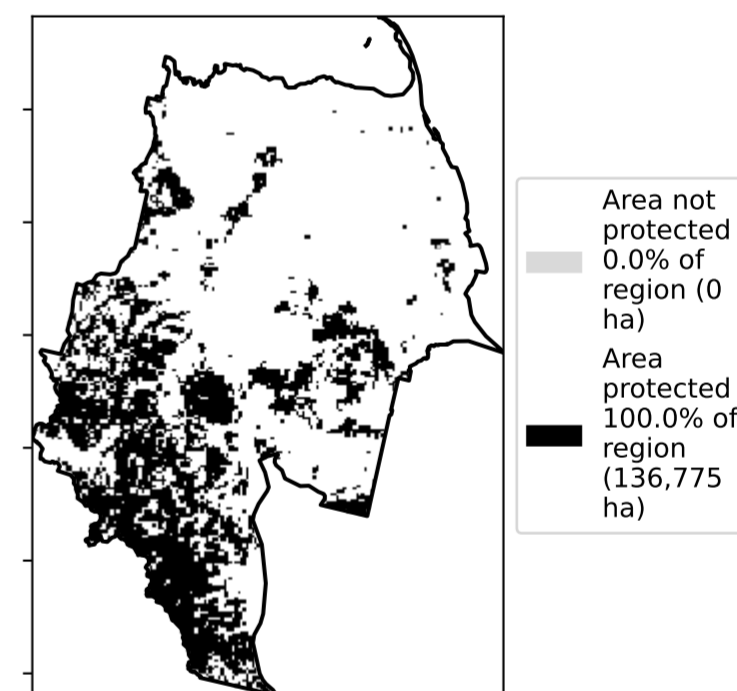 Area not
protected
0.0% of
region (0
ha)
Area
protected
100.0% of
region
(136,775
ha)